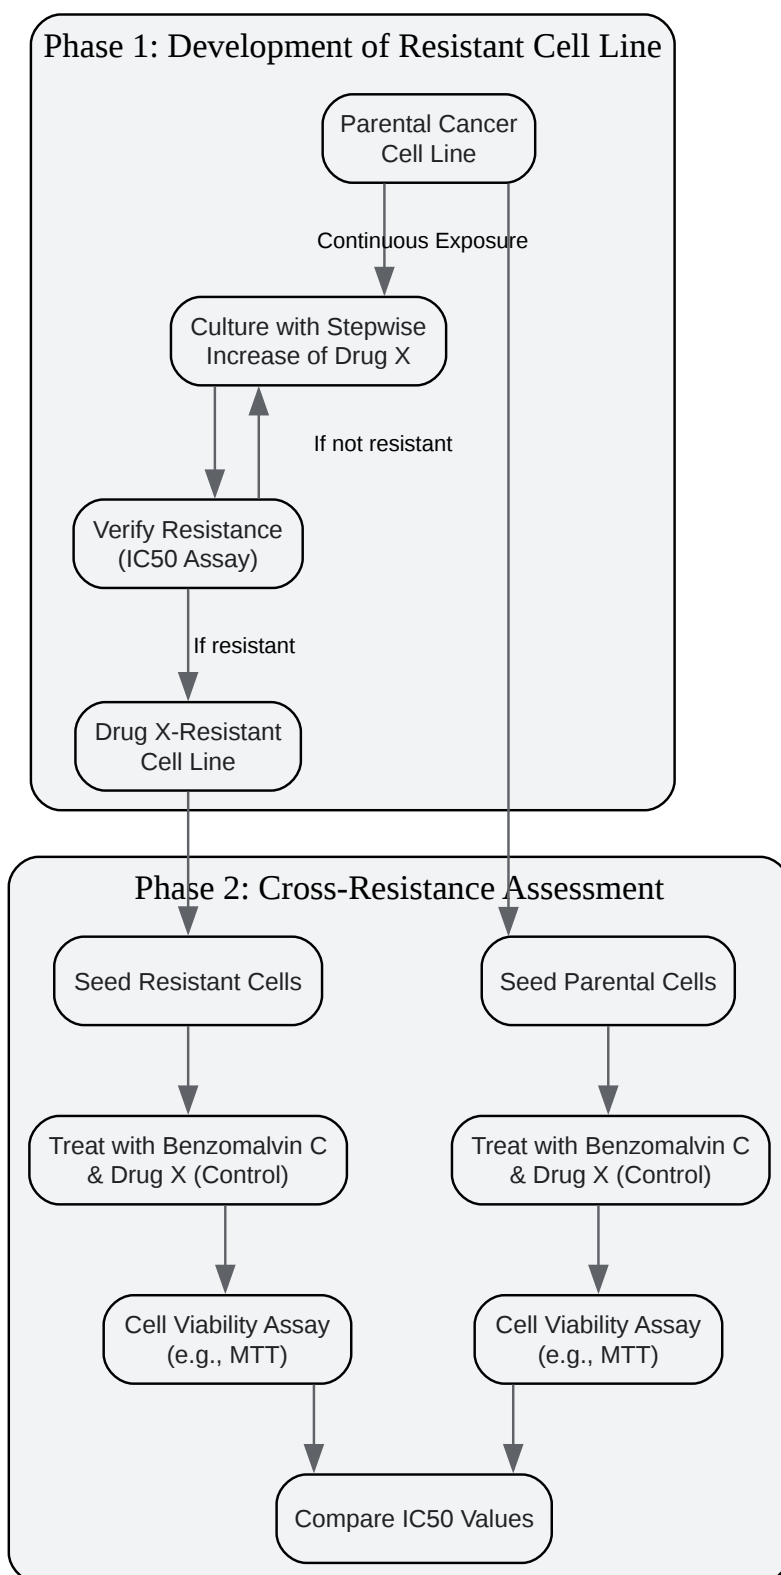 Phase 1: Development of Resistant Cell Line
Parental Cancer
Cell Line
Continuous Exposure
Culture with Stepwise
Increase of Drug X
If not resistant
Verify Resistance
(IC50 Assay)
If resistant
Drug X-Resistant
Cell Line
Phase 2: Cross-Resistance Assessment
Seed Resistant Cells
Seed Parental Cells
Treat with Benzomalvin C
& Drug X (Control)
Treat with Benzomalvin C
& Drug X (Control)
Cell Viability Assay
(e.g., MTT)
Cell Viability Assay
(e.g., MTT)
Compare IC50 Values